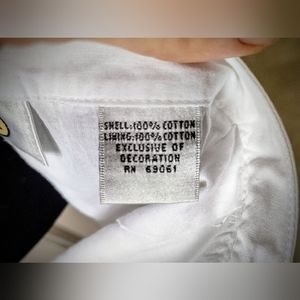 SHELL:100% COTTON
LINING:100% COTTON
EXCLUSIVE OF
DECORATION
RN 69061